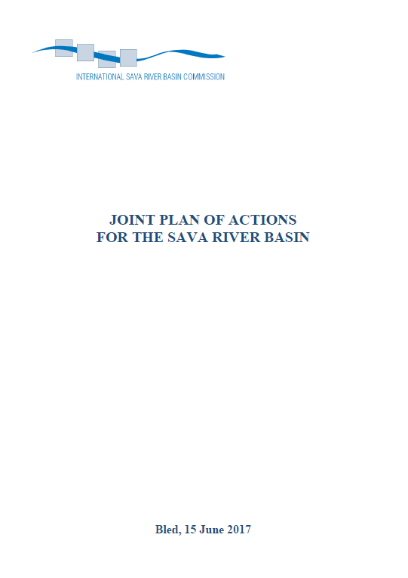 INTERNATIONAL SAVA RIVER BASIN COMMISSION
JOINT PLAN OF ACTIONS
FOR THE SAVA RIVER BASIN
Bled, 15 June 2017